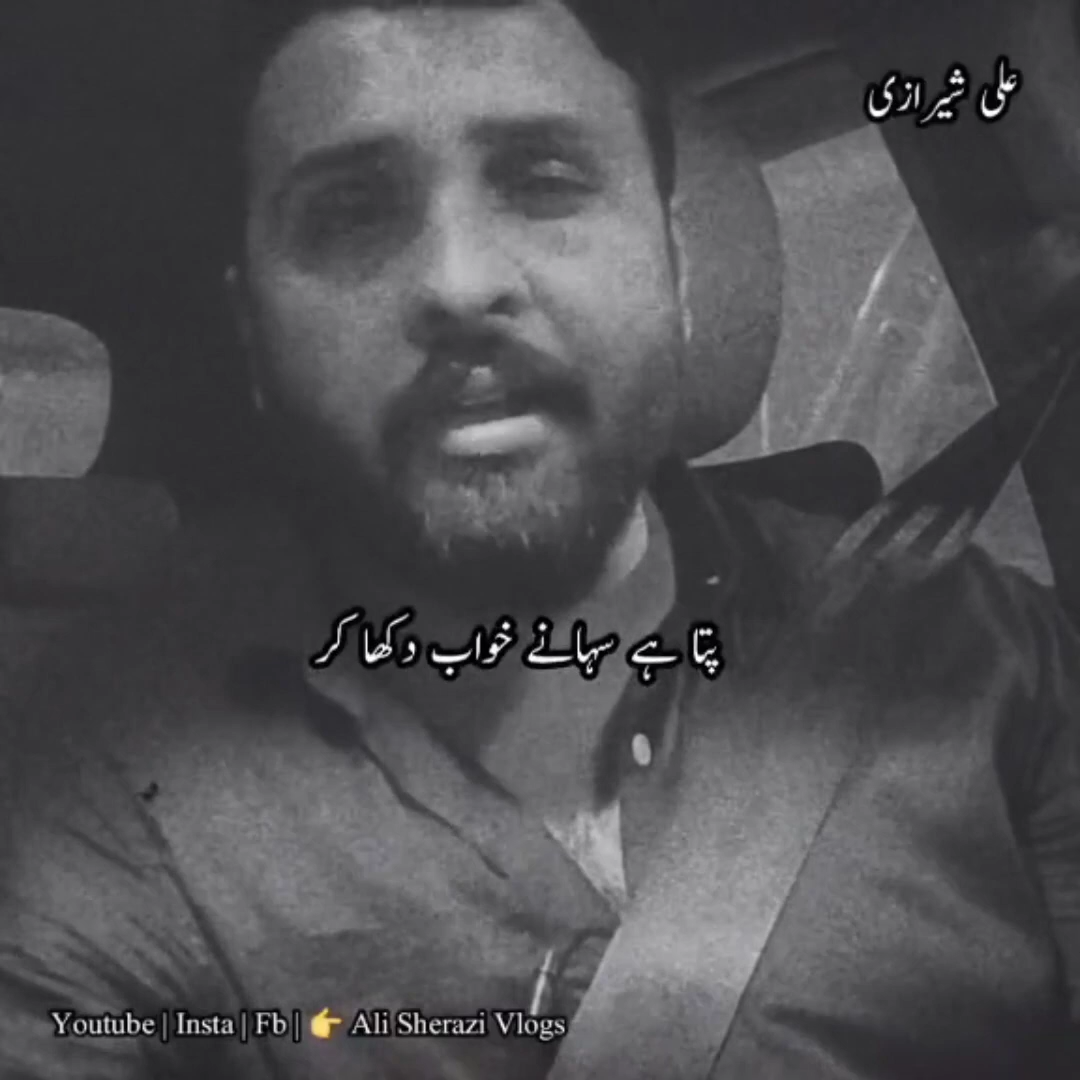 علی شیرازی
پتا ہے سہانے خواب دکھا کر
Youtube | Insta | Fb | 👉 Ali Sherazi Vlogs